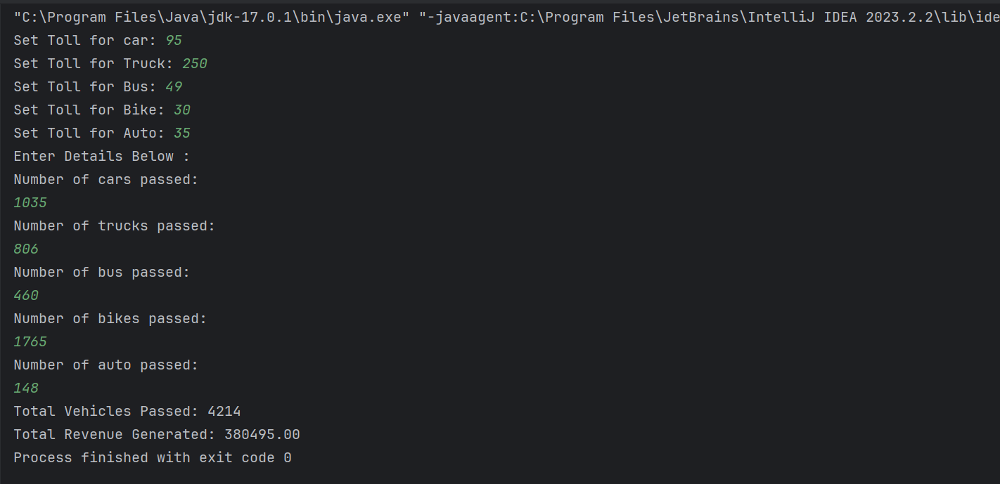 "C:\Program Files\Java\jdk-17.0.1\bin\java.exe" "-javaagent:C:\Program Files\JetBrains\IntelliJ IDEA 2023.2.2\lib\ide
Set Toll for car: 95
Set Toll for Truck: 250
Set Toll for Bus: 49
Set Toll for Bike: 30
Set Toll for Auto: 35
Enter Details Below :
Number of cars passed:
1035
Number of trucks passed:
806
Number of bus passed:
460
Number of bikes passed:
1765
Number of auto passed:
148
Total Vehicles Passed: 4214
Total Revenue Generated: 380495.00
Process finished with exit code 0